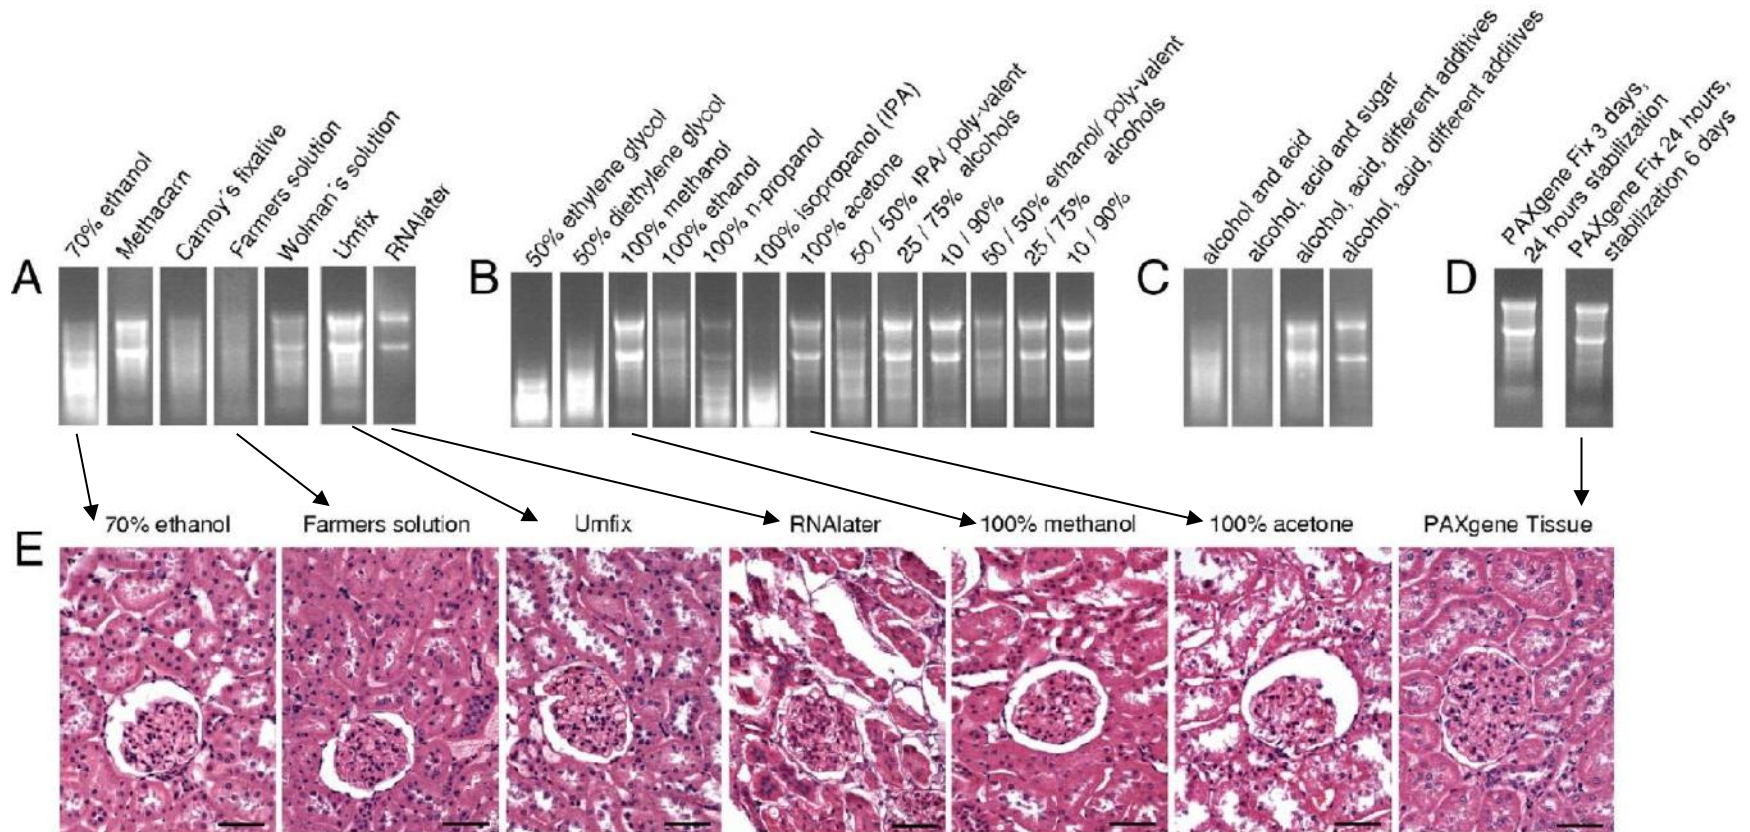 A
70% ethanol
Methacarn
Carnoy´s fixative
Farmers solution
Wolman´s solution
Umfix
RNAlater
B
50% ethylene glycol
50% diethylene glycol
100% methanol
100% ethanol
100% n-propanol
100% isopropanol (IPA)
100% acetone
50 / 50% IPA/ poly-valent
25 / 75% alcohols
10 / 90%
50 / 50% ethanol/ poly-valent
25 / 75% alcohols
10 / 90%
C
alcohol and acid
alcohol, acid and sugar
alcohol, acid, different additives
alcohol, acid, different additives
D
PAXgene Fix 3 days,
24 hours stabilization
PAXgene Fix 24 hours,
stabilization 6 days
E
70% ethanol
Farmers solution
Umfix
RNAlater
100% methanol
100% acetone
PAXgene Tissue